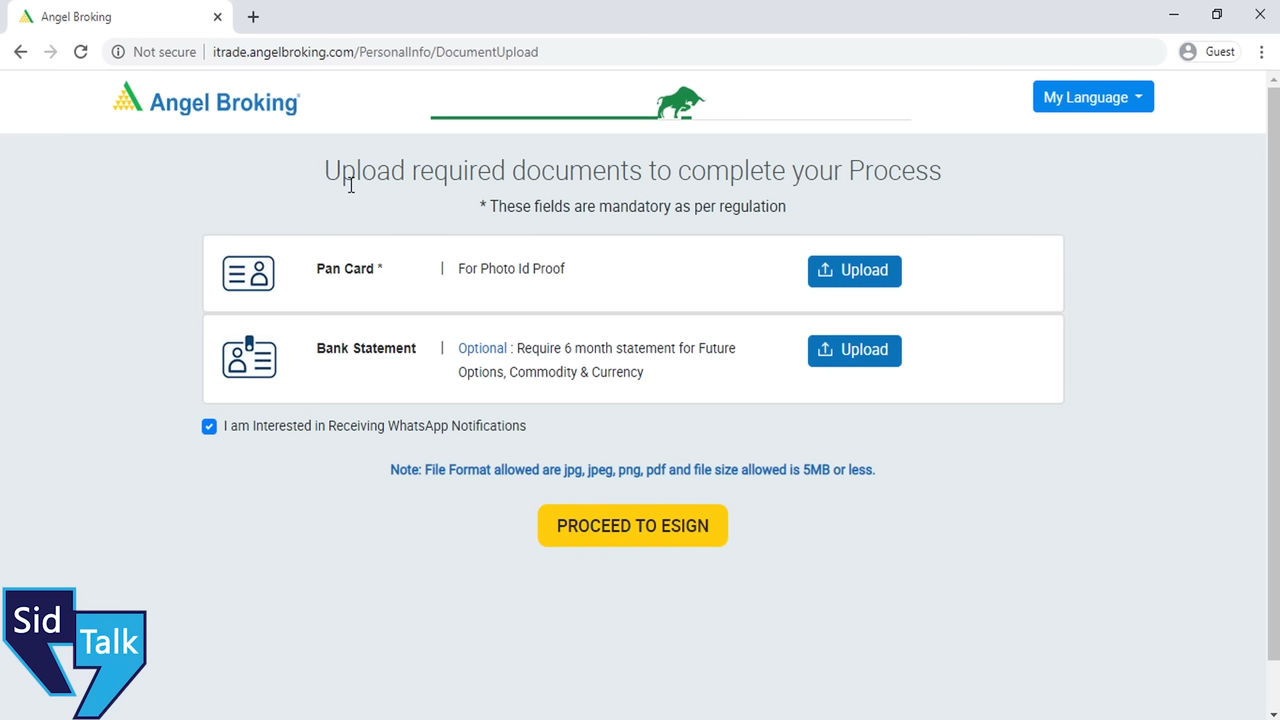 Angel Broking
Guest
Not secure
itrade.angelbroking.com/PersonalInfo/DocumentUpload
Angel Broking
My Language
Upload required documents to complete your Process
* These fields are mandatory as per regulation
Pan Card * | For Photo Id Proof
Upload
Bank Statement | Optional : Require 6 month statement for Future
Options, Commodity & Currency
Upload
I am Interested in Receiving WhatsApp Notifications
Note: File Format allowed are jpg, jpeg, png, pdf and file size allowed is 5MB or less.
PROCEED TO ESIGN
Sid
Talk